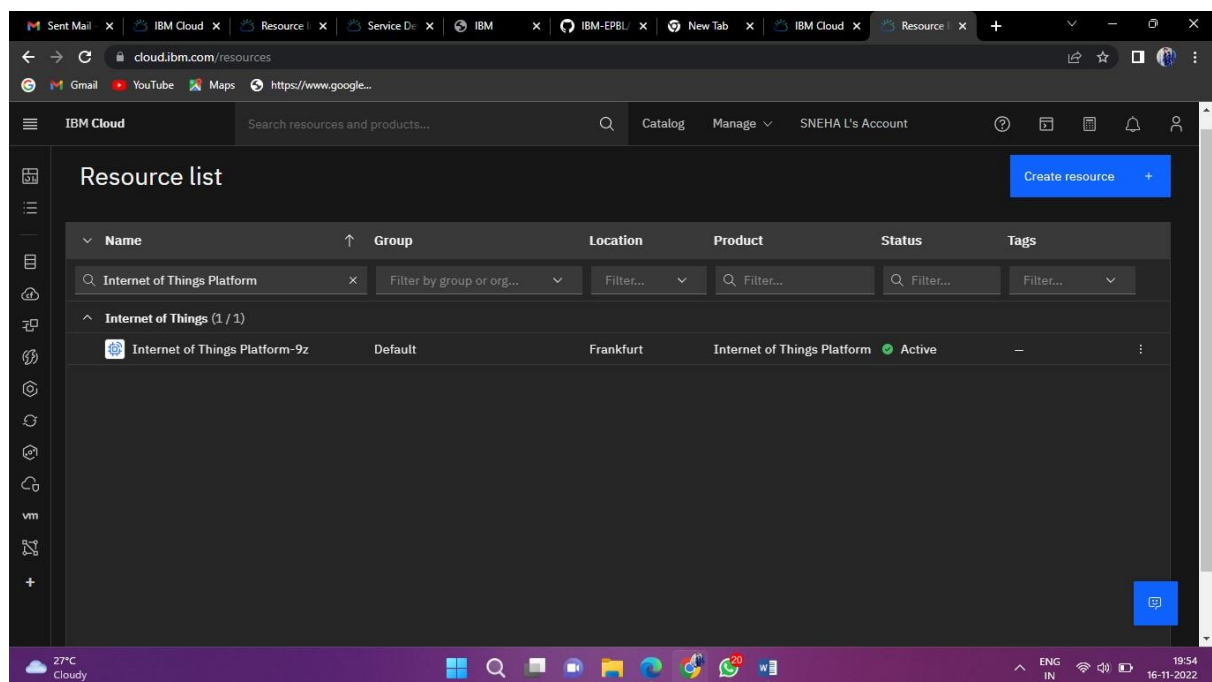 Sent Mail IBM Cloud Resource l Service De IBM IBM-EPBL/ New Tab IBM Cloud Resource l
cloud.ibm.com/resources
Gmail YouTube Maps https://www.google...
IBM Cloud Search resources and products... Catalog Manage SNEHA L's Account
Resource list Create resource +
Name Group Location Product Status Tags
Internet of Things Platform Filter by group or org... Filter... Filter... Filter... Filter...
Internet of Things (1 / 1)
Internet of Things Platform-9z Default Frankfurt Internet of Things Platform Active –
vm
27°C
Cloudy
20
ENG
IN
19:54
16-11-2022